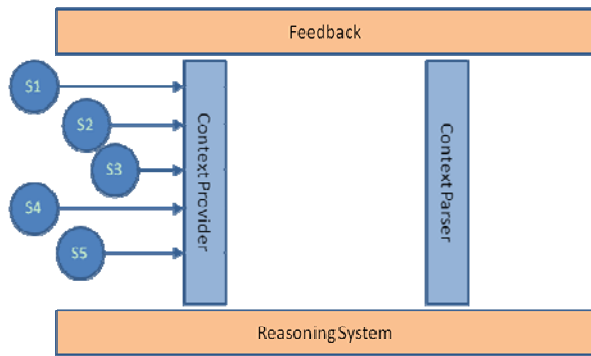 Feedback
S1
S2
S3
S4
S5
Context Provider
Context Parser
Reasoning System